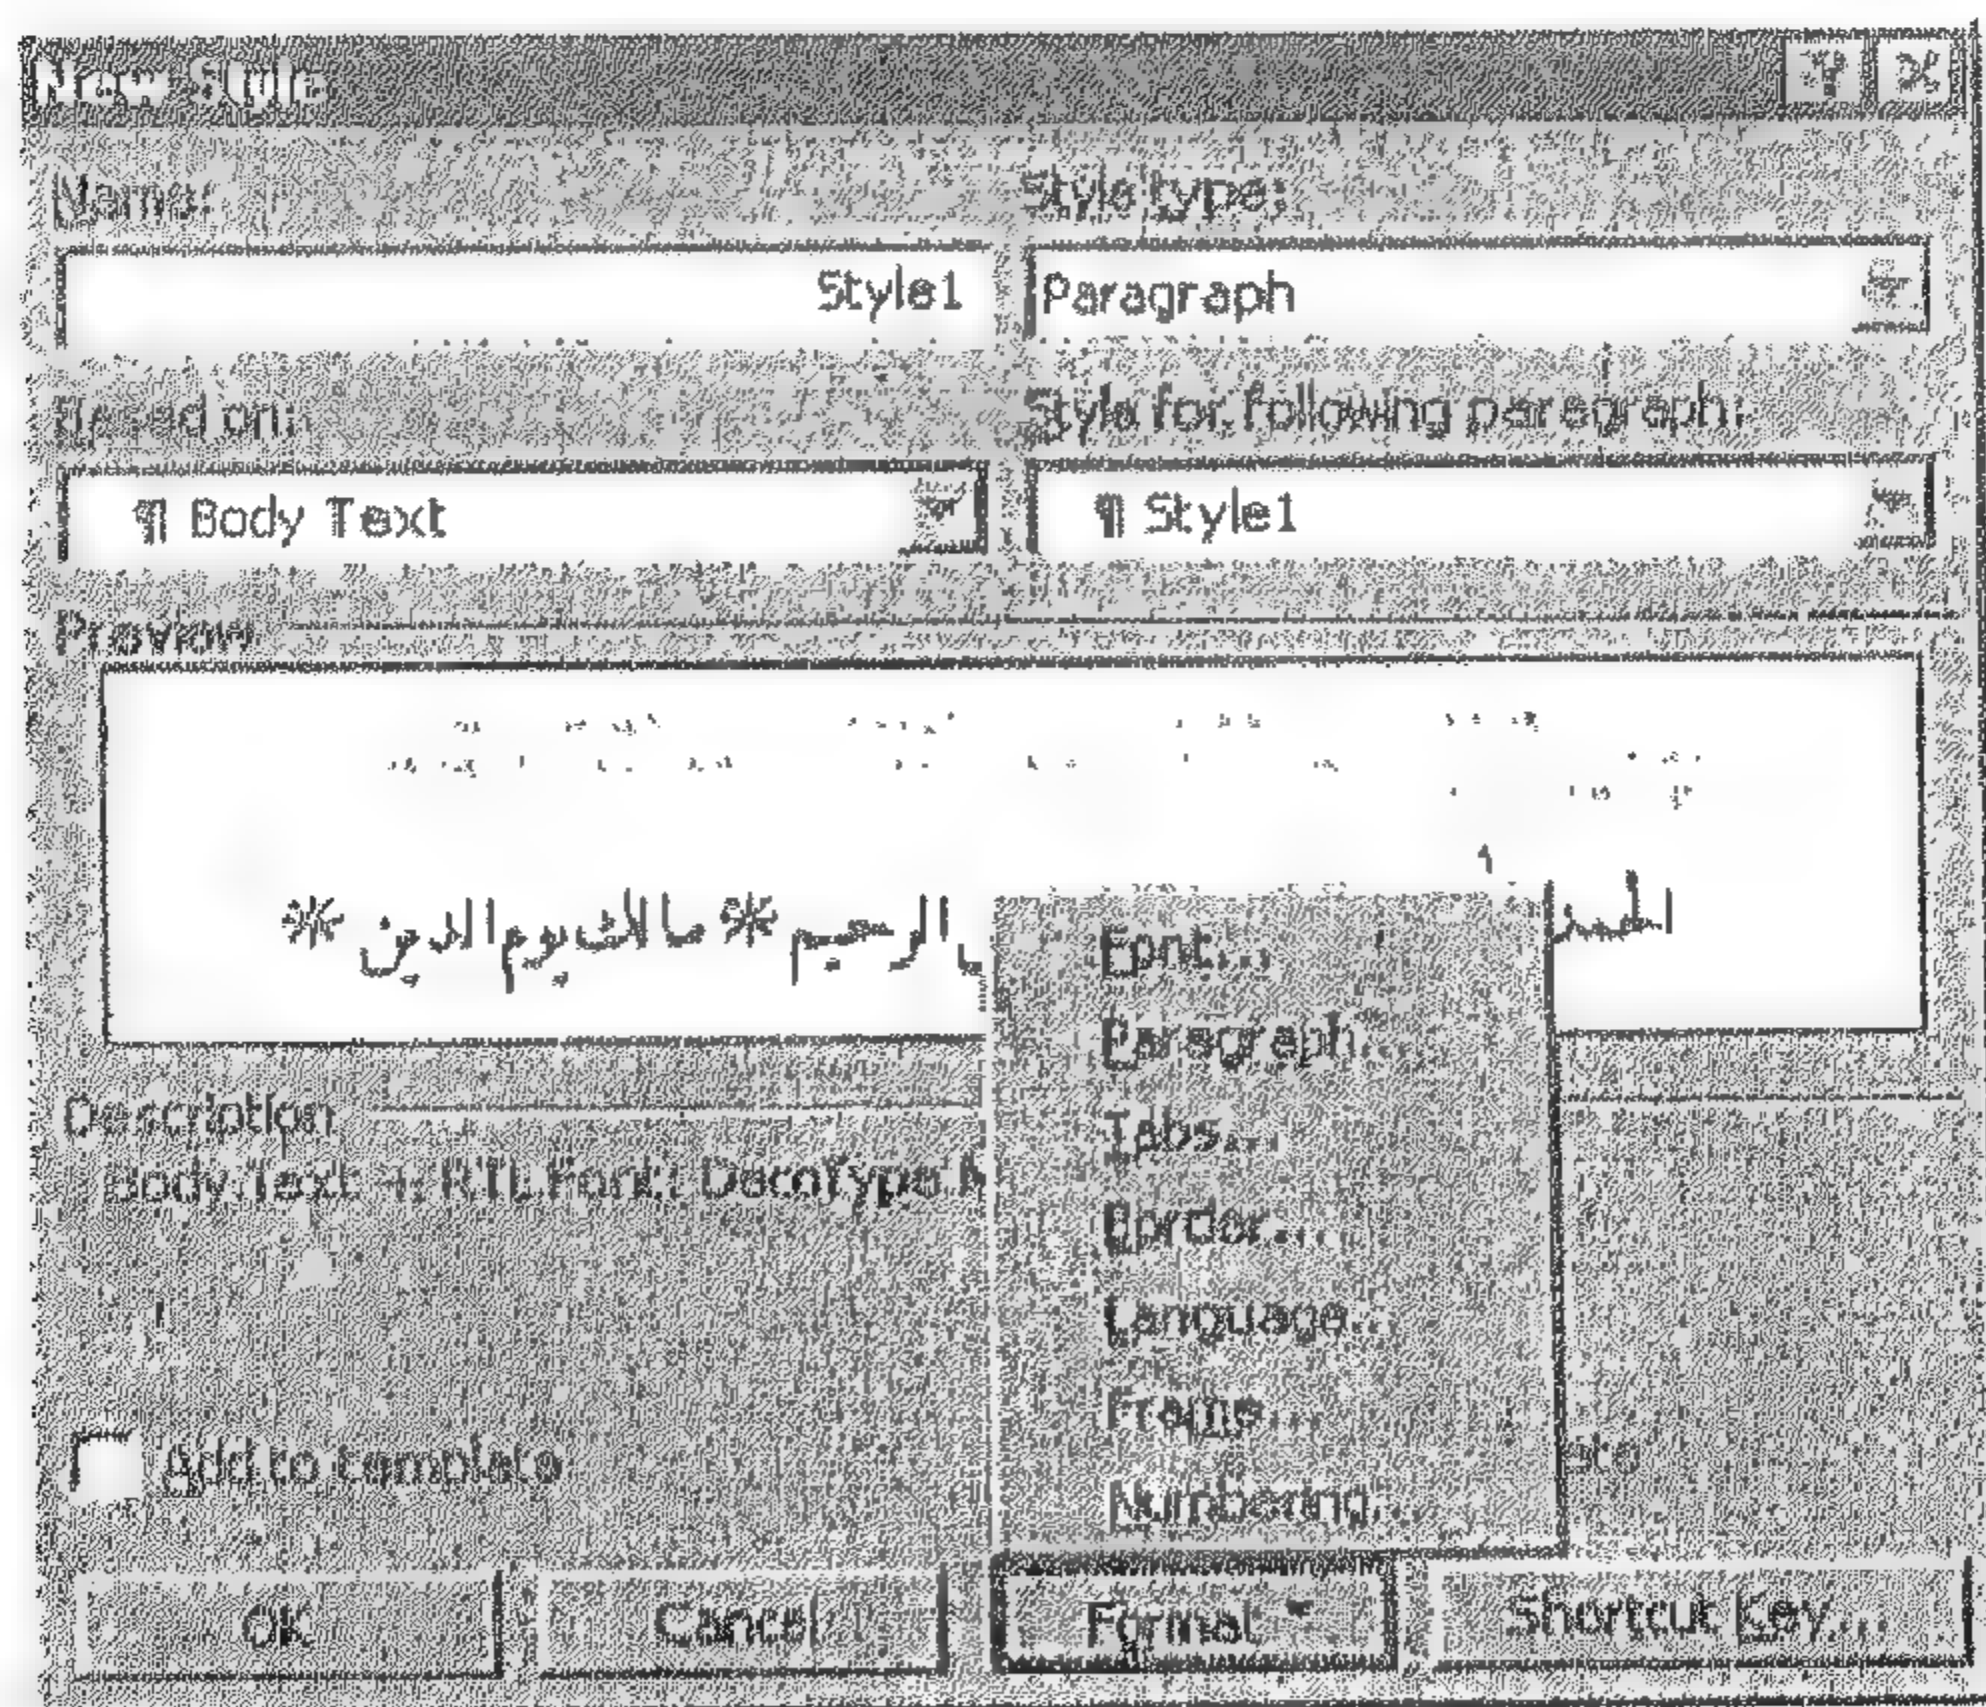 New Style
Name:
Style type:
Style1
Paragraph
Based on:
Style for following paragraph:
¶ Body Text
¶ Style1
Preview
الرحيم * مالك يوم الدين *
Description
Body Text + RTL Font: DecoType
Font...
Paragraph...
Tabs...
Border...
Language...
Frame...
Numbering...
Add to template
OK
Cancel
Format
Shortcut Key...